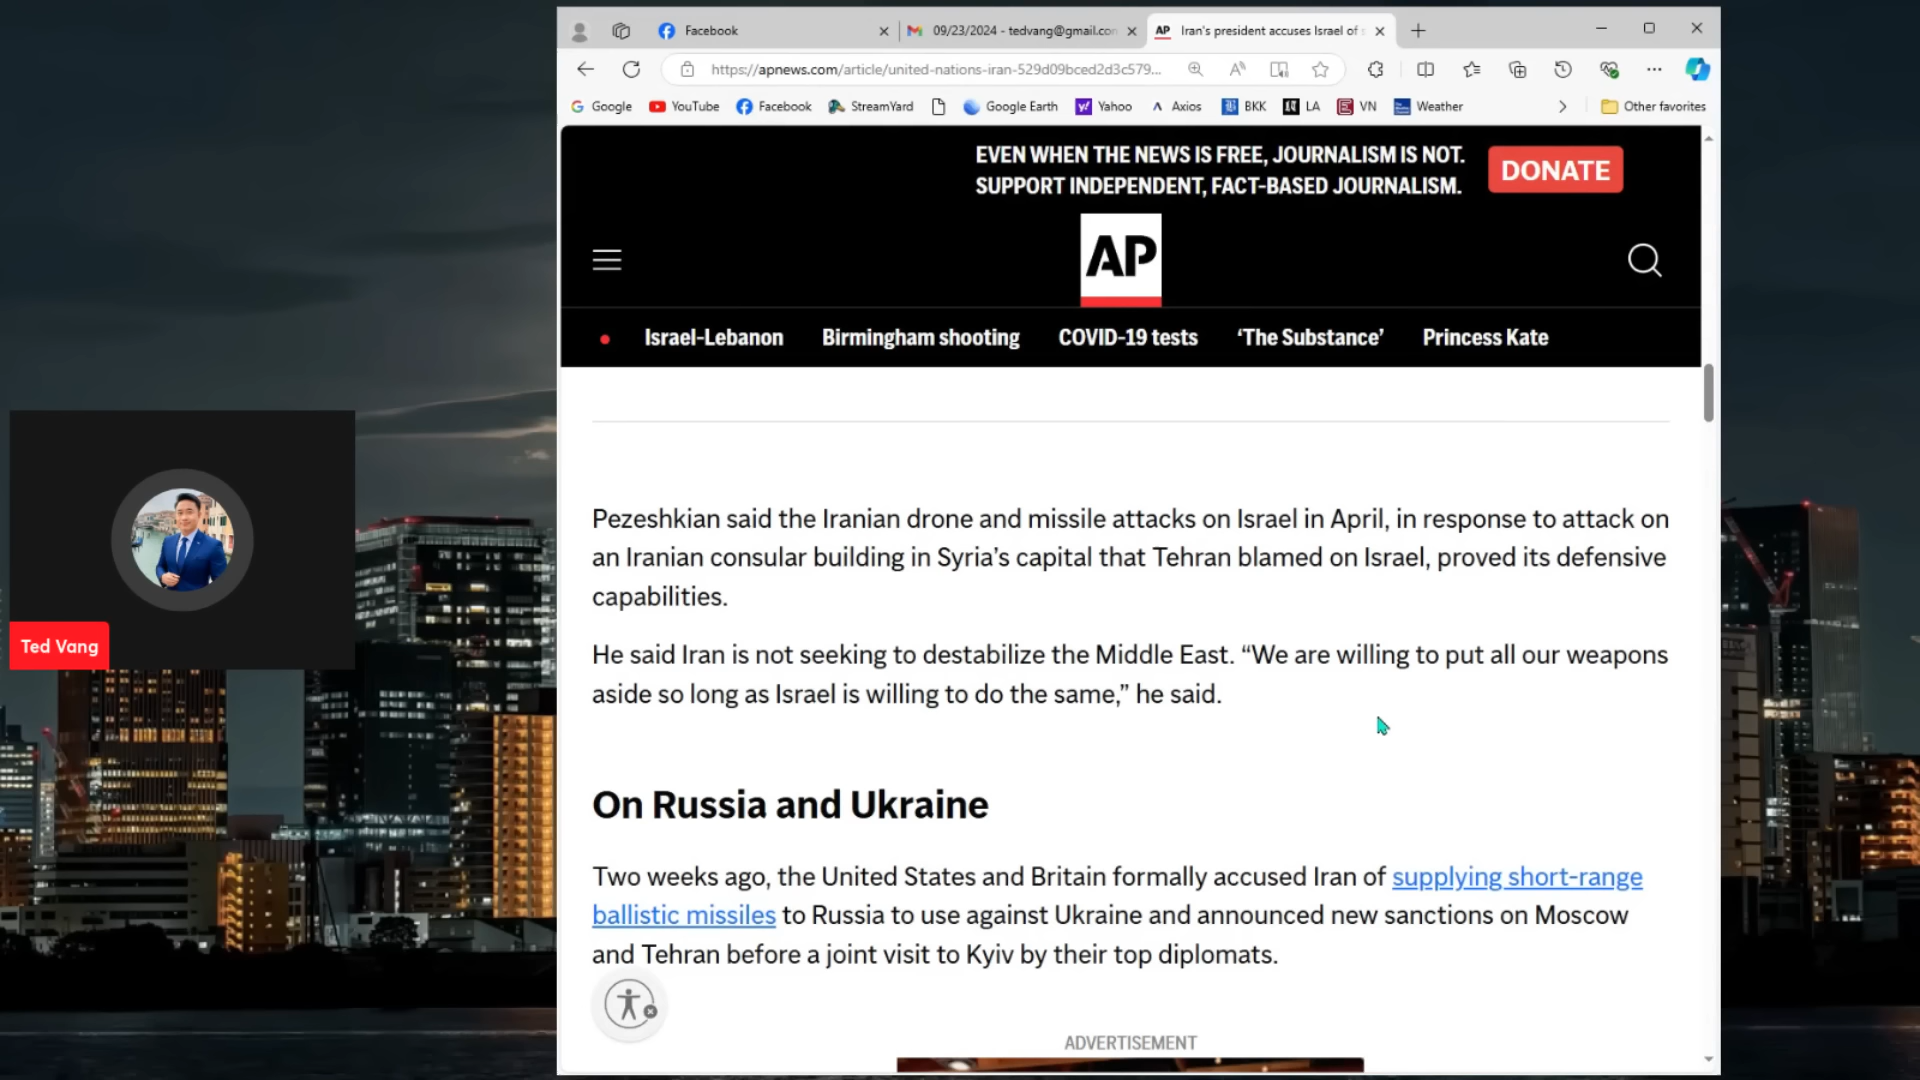 Facebook
09/23/2024 - tedvang@gmail.con
AP Iran's president accuses Israel of s
https://apnews.com/article/united-nations-iran-529d09bced2d3c579...
Google YouTube Facebook StreamYard Google Earth Yahoo Axios BKK LA VN Weather Other favorites
EVEN WHEN THE NEWS IS FREE, JOURNALISM IS NOT.
SUPPORT INDEPENDENT, FACT-BASED JOURNALISM.
DONATE
AP
Israel-Lebanon Birmingham shooting COVID-19 tests ‘The Substance’ Princess Kate
Pezeshkian said the Iranian drone and missile attacks on Israel in April, in response to attack on
an Iranian consular building in Syria’s capital that Tehran blamed on Israel, proved its defensive
capabilities.
He said Iran is not seeking to destabilize the Middle East. “We are willing to put all our weapons
aside so long as Israel is willing to do the same,” he said.
On Russia and Ukraine
Two weeks ago, the United States and Britain formally accused Iran of supplying short-range
ballistic missiles to Russia to use against Ukraine and announced new sanctions on Moscow
and Tehran before a joint visit to Kyiv by their top diplomats.
ADVERTISEMENT
Ted Vang